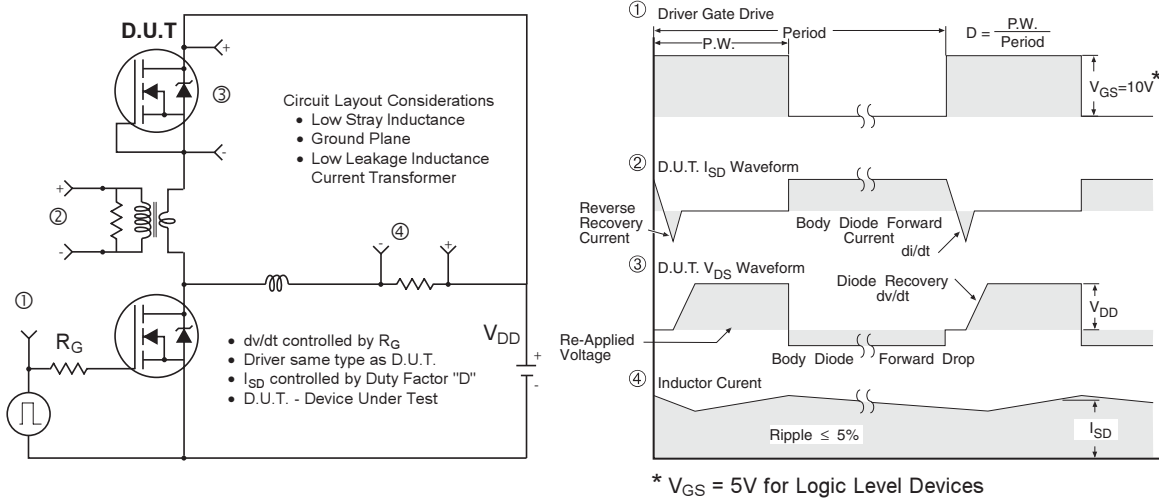 D.U.T
+
③
-
Circuit Layout Considerations
• Low Stray Inductance
• Ground Plane
• Low Leakage Inductance
Current Transformer
+
②
-
④
-
+
①
RG
• dv/dt controlled by RG
• Driver same type as D.U.T.
• ISD controlled by Duty Factor "D"
• D.U.T. - Device Under Test
VDD
+
-
① Driver Gate Drive
Period
P.W.
D = P.W.
Period
VGS=10V*
② D.U.T. ISD Waveform
Reverse
Recovery
Current
Body Diode Forward
Current
di/dt
③ D.U.T. VDS Waveform
Diode Recovery
dv/dt
VDD
Re-Applied
Voltage
Body Diode Forward Drop
④ Inductor Curent
Ripple ≤ 5%
ISD
* VGS = 5V for Logic Level Devices